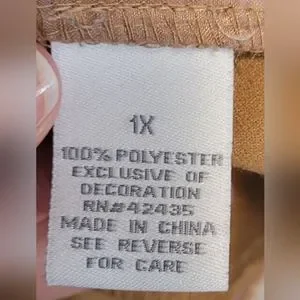 1X
100% POLYESTER
EXCLUSIVE OF
DECORATION
RN#42435
MADE IN CHINA
SEE REVERSE
FOR CARE